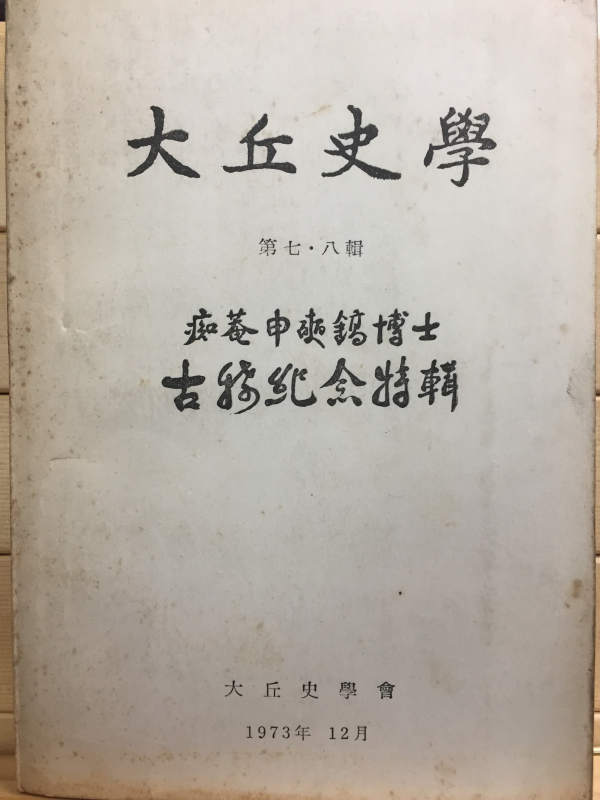 大丘史學
第七·八輯
痴菴申奭鎬博士
古稀紀念特輯
大丘史學會
1973年 12月